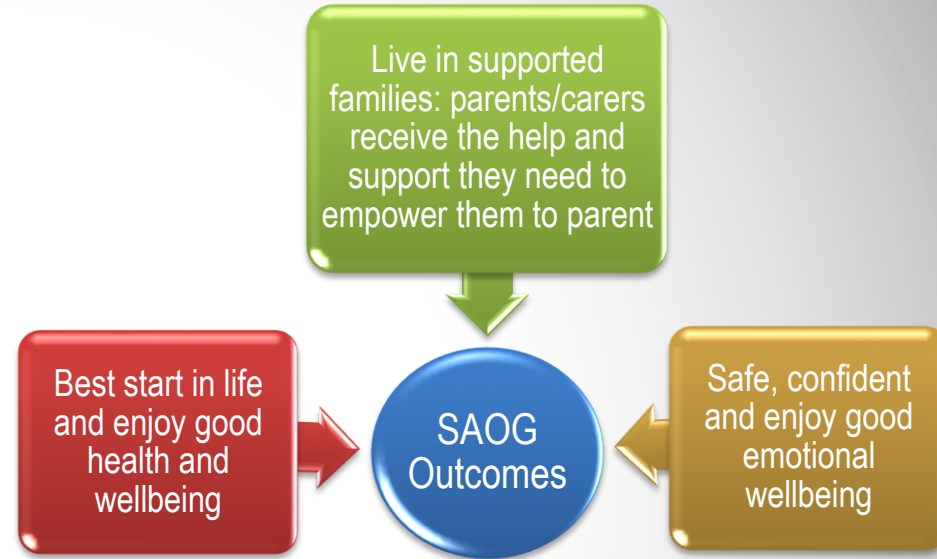 Live in supported
families: parents/carers
receive the help and
support they need to
empower them to parent
Best start in life
and enjoy good
health and
wellbeing
SAOG
Outcomes
Safe, confident
and enjoy good
emotional
wellbeing